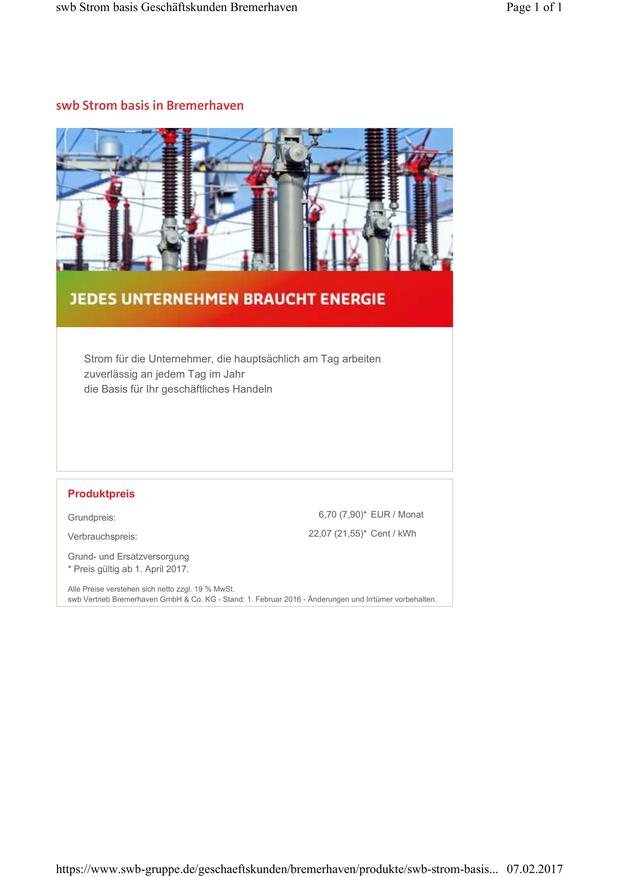 swb Strom basis Geschäftskunden Bremerhaven Page 1 of 1
swb Strom basis in Bremerhaven
JEDES UNTERNEHMEN BRAUCHT ENERGIE
Strom für die Unternehmer, die hauptsächlich am Tag arbeiten
zuverlässig an jedem Tag im Jahr
die Basis für Ihr geschäftliches Handeln
Produktpreis
Grundpreis: 6,70 (7,90)* EUR / Monat
Verbrauchspreis: 22,07 (21,55)* Cent / kWh
Grund- und Ersatzversorgung
* Preis gültig ab 1. April 2017.
Alle Preise verstehen sich netto zzgl. 19 % MwSt.
swb Vertrieb Bremerhaven GmbH & Co. KG - Stand: 1. Februar 2016 - Änderungen und Irrtümer vorbehalten.
https://www.swb-gruppe.de/geschaeftskunden/bremerhaven/produkte/swb-strom-basis... 07.02.2017